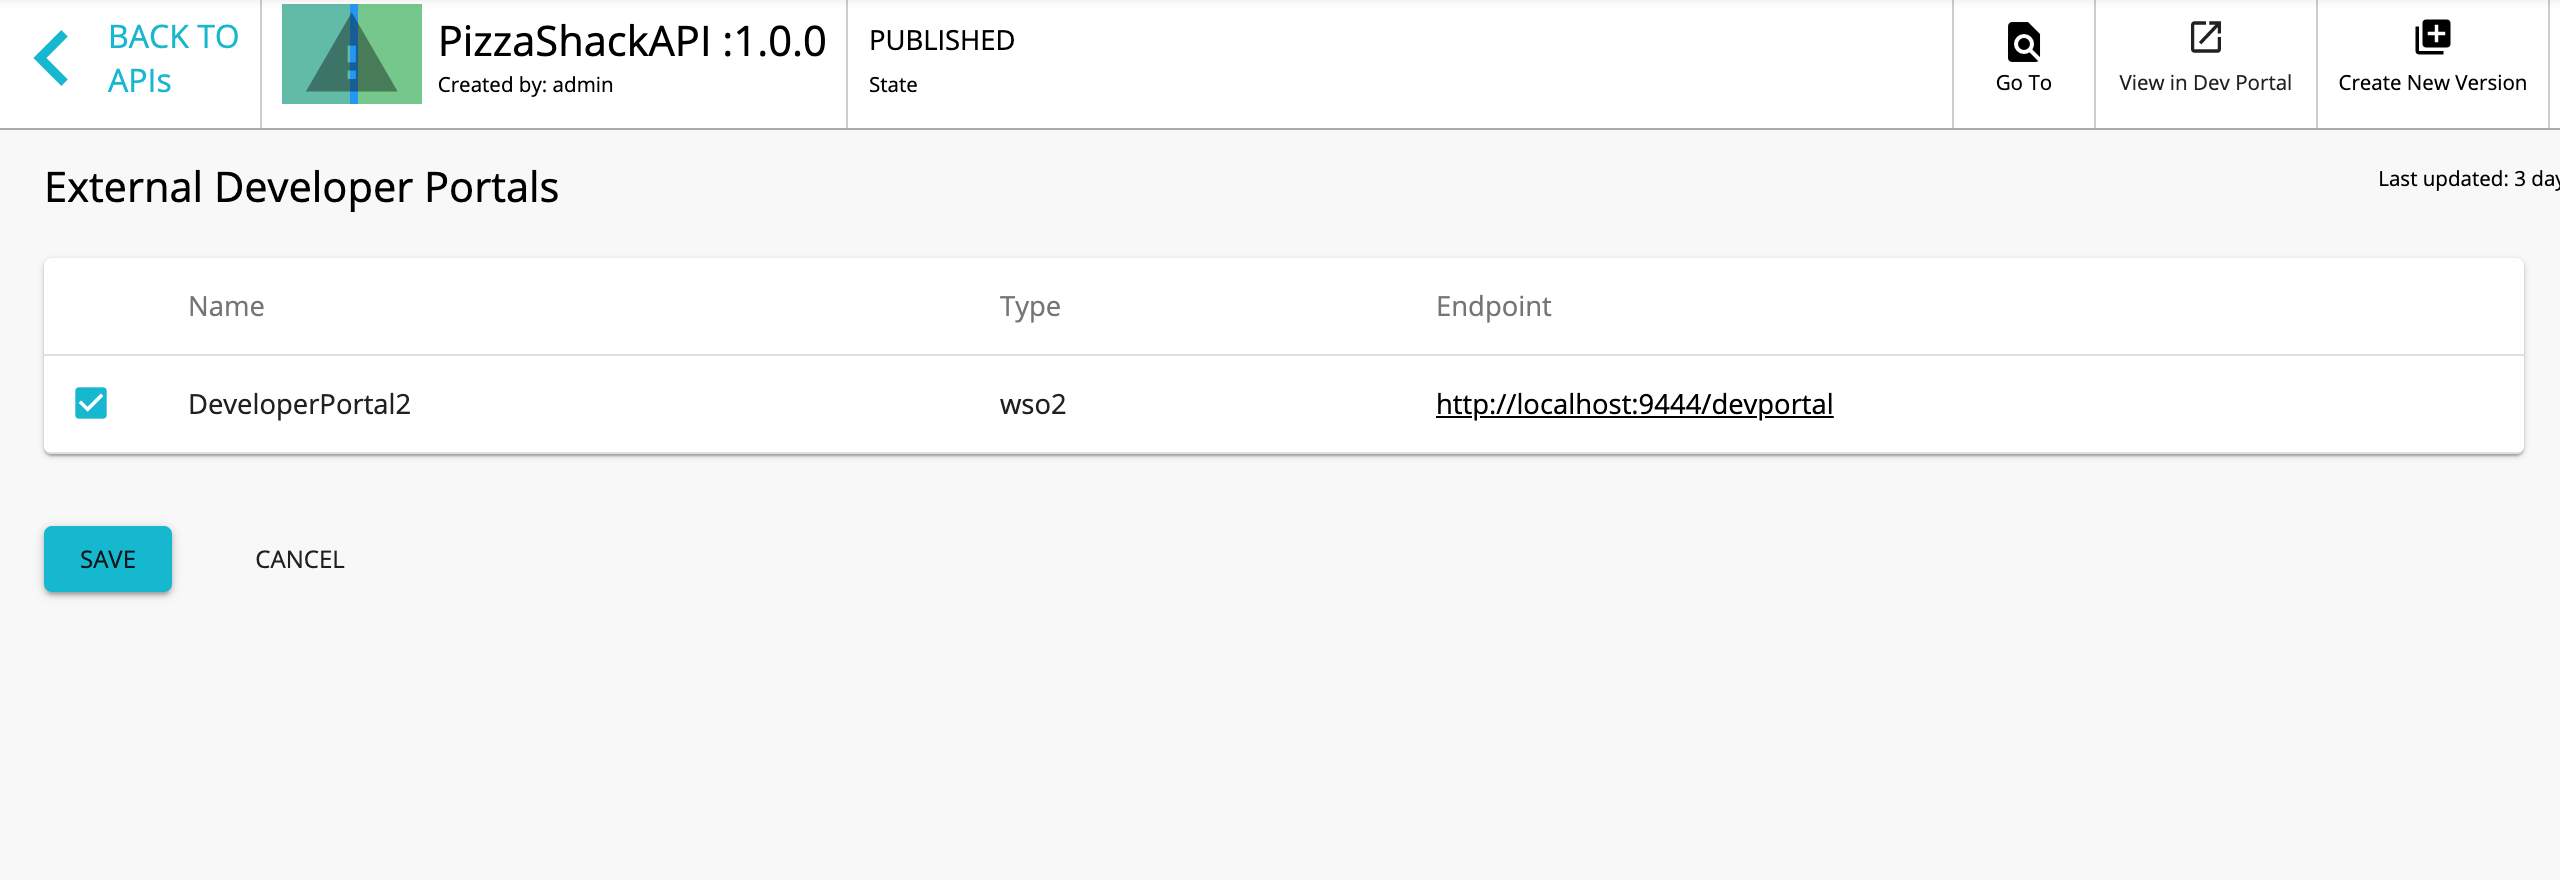 BACK TO
APIs
PizzaShackAPI :1.0.0
Created by: admin
PUBLISHED
State
Go To
View in Dev Portal
Create New Version
External Developer Portals
Last updated: 3
Name Type Endpoint
DeveloperPortal2 wso2 http://localhost:9444/devportal
SAVE CANCEL